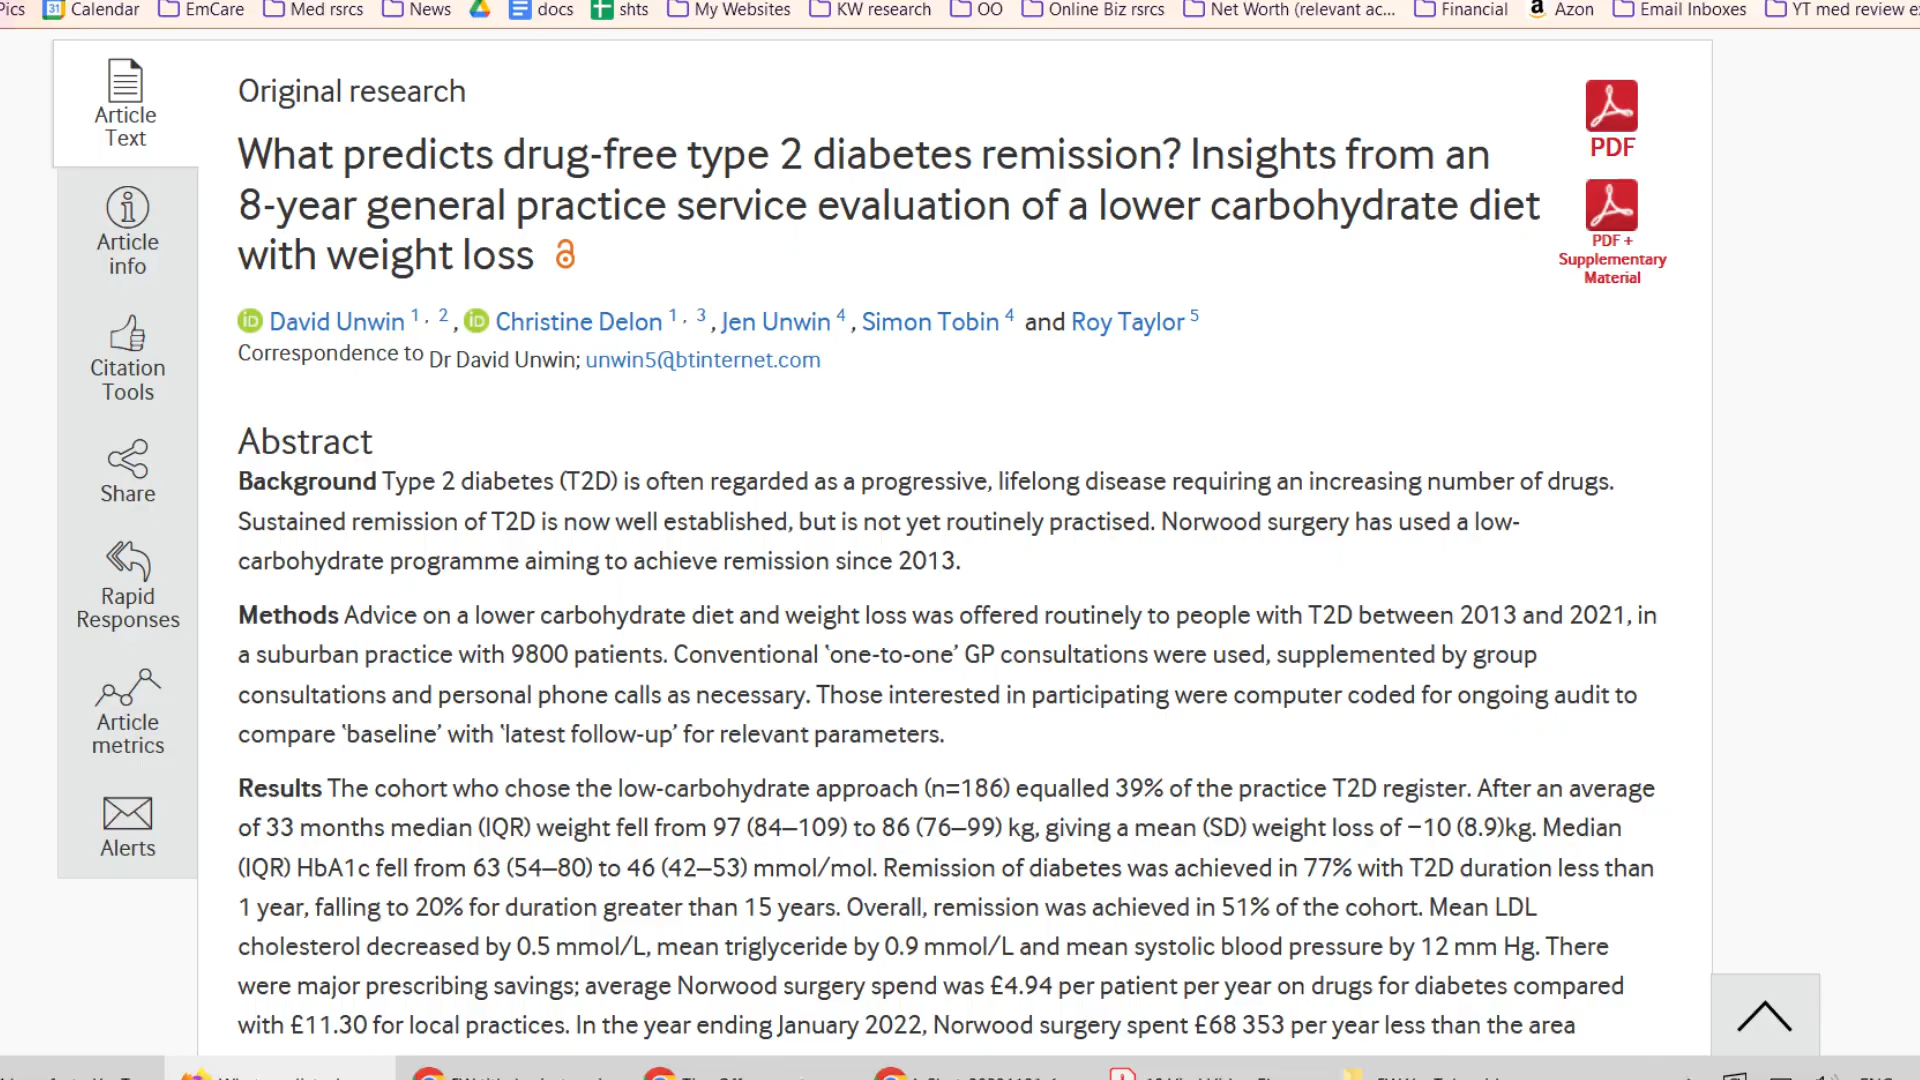 Pics Calendar EmCare Med rsrcs News docs shts My Websites KW research OO Online Biz rsrcs Net Worth (relevant ac... Financial Azon Email Inboxes YT med review e
Article
Text
Article
info
Citation
Tools
Share
Rapid
Responses
Article
metrics
Alerts
Original research
What predicts drug-free type 2 diabetes remission? Insights from an
8-year general practice service evaluation of a lower carbohydrate diet
with weight loss
PDF
PDF +
Supplementary
Material
David Unwin 1, 2, Christine Delon 1, 3, Jen Unwin 4, Simon Tobin 4 and Roy Taylor 5
Correspondence to Dr David Unwin; unwin5@btinternet.com
Abstract
Background Type 2 diabetes (T2D) is often regarded as a progressive, lifelong disease requiring an increasing number of drugs.
Sustained remission of T2D is now well established, but is not yet routinely practised. Norwood surgery has used a low-
carbohydrate programme aiming to achieve remission since 2013.
Methods Advice on a lower carbohydrate diet and weight loss was offered routinely to people with T2D between 2013 and 2021, in
a suburban practice with 9800 patients. Conventional ‘one-to-one’ GP consultations were used, supplemented by group
consultations and personal phone calls as necessary. Those interested in participating were computer coded for ongoing audit to
compare ‘baseline’ with ‘latest follow-up’ for relevant parameters.
Results The cohort who chose the low-carbohydrate approach (n=186) equalled 39% of the practice T2D register. After an average
of 33 months median (IQR) weight fell from 97 (84–109) to 86 (76–99) kg, giving a mean (SD) weight loss of −10 (8.9)kg. Median
(IQR) HbA1c fell from 63 (54–80) to 46 (42–53) mmol/mol. Remission of diabetes was achieved in 77% with T2D duration less than
1 year, falling to 20% for duration greater than 15 years. Overall, remission was achieved in 51% of the cohort. Mean LDL
cholesterol decreased by 0.5 mmol/L, mean triglyceride by 0.9 mmol/L and mean systolic blood pressure by 12 mm Hg. There
were major prescribing savings; average Norwood surgery spend was £4.94 per patient per year on drugs for diabetes compared
with £11.30 for local practices. In the year ending January 2022, Norwood surgery spent £68 353 per year less than the area